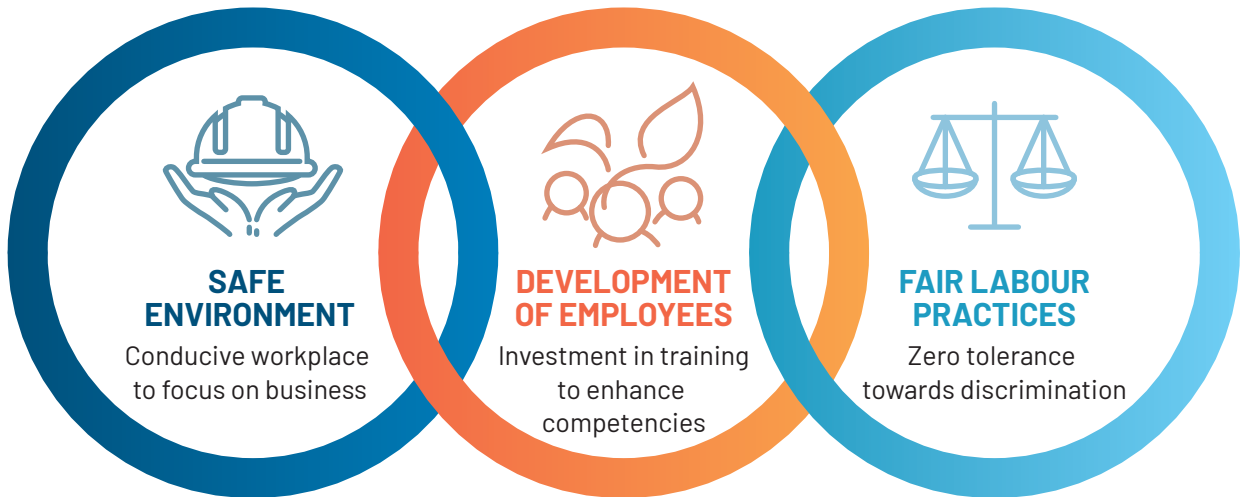 SAFE
ENVIRONMENT
Conducive workplace
to focus on business
DEVELOPMENT
OF EMPLOYEES
Investment in training
to enhance
competencies
FAIR LABOUR
PRACTICES
Zero tolerance
towards discrimination